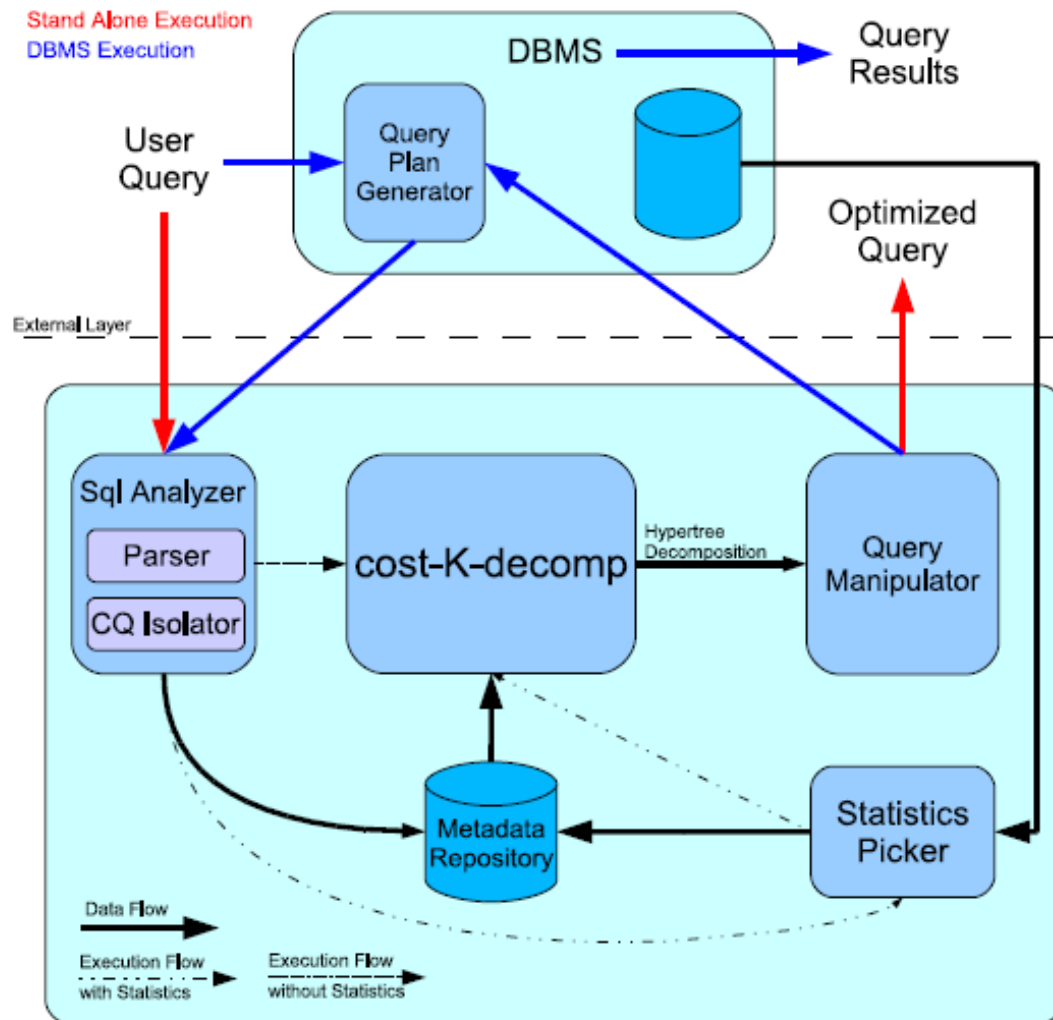 Stand Alone Execution
DBMS Execution
DBMS
Query
Results
User
Query
Query
Plan
Generator
Optimized
Query
External Layer
Sql Analyzer
Parser
CQ Isolator
cost-K-decomp
Hypertree
Decomposition
Query
Manipulator
Metadata
Repository
Statistics
Picker
Data Flow
Execution Flow
with Statistics
Execution Flow
without Statistics